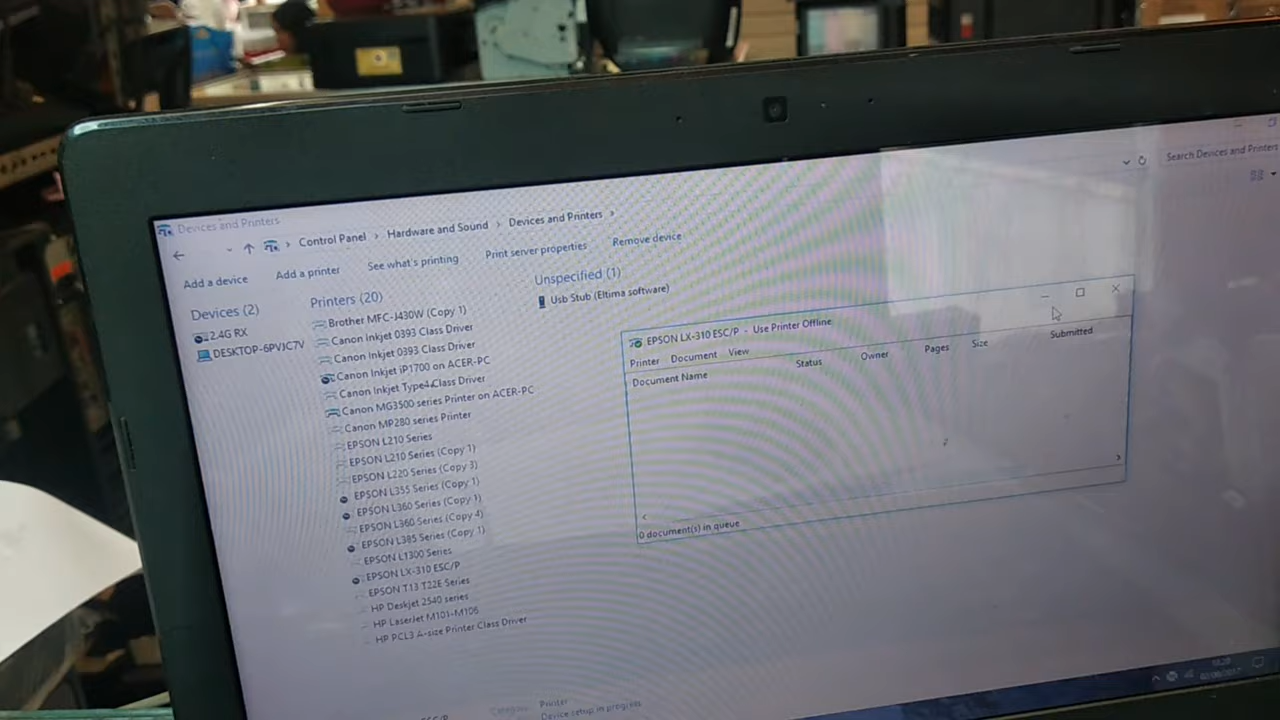 Devices and Printers
Control Panel > Hardware and Sound > Devices and Printers >
Search Devices and Printers
Add a device
Add a printer
See what's printing
Print server properties
Remove device
Devices (2)
2.4G RX
DESKTOP-6PVJC7V
Printers (20)
Brother MFC-J430W (Copy 1)
Canon Inkjet 0393 Class Driver
Canon Inkjet 0393 Class Driver
Canon Inkjet iP1700 on ACER-PC
Canon Inkjet Type4 Class Driver
Canon MG3500 series Printer on ACER-PC
Canon MP280 series Printer
EPSON L210 Series
EPSON L210 Series (Copy 1)
EPSON L220 Series (Copy 3)
EPSON L355 Series (Copy 1)
EPSON L360 Series (Copy 1)
EPSON L360 Series (Copy 4)
EPSON L385 Series (Copy 1)
EPSON L1300 Series
EPSON LX-310 ESC/P
EPSON T13 T22E Series
HP Deskjet 2540 series
HP LaserJet M101-M106
HP PCL3 A-size Printer Class Driver
Unspecified (1)
Usb Stub (Eltima software)
EPSON LX-310 ESC/P - Use Printer Offline
Printer Document View
Document Name
Status
Owner
Pages
Size
Submitted
0 document(s) in queue
ESC/P
Category:
Printer
Device setup in progress